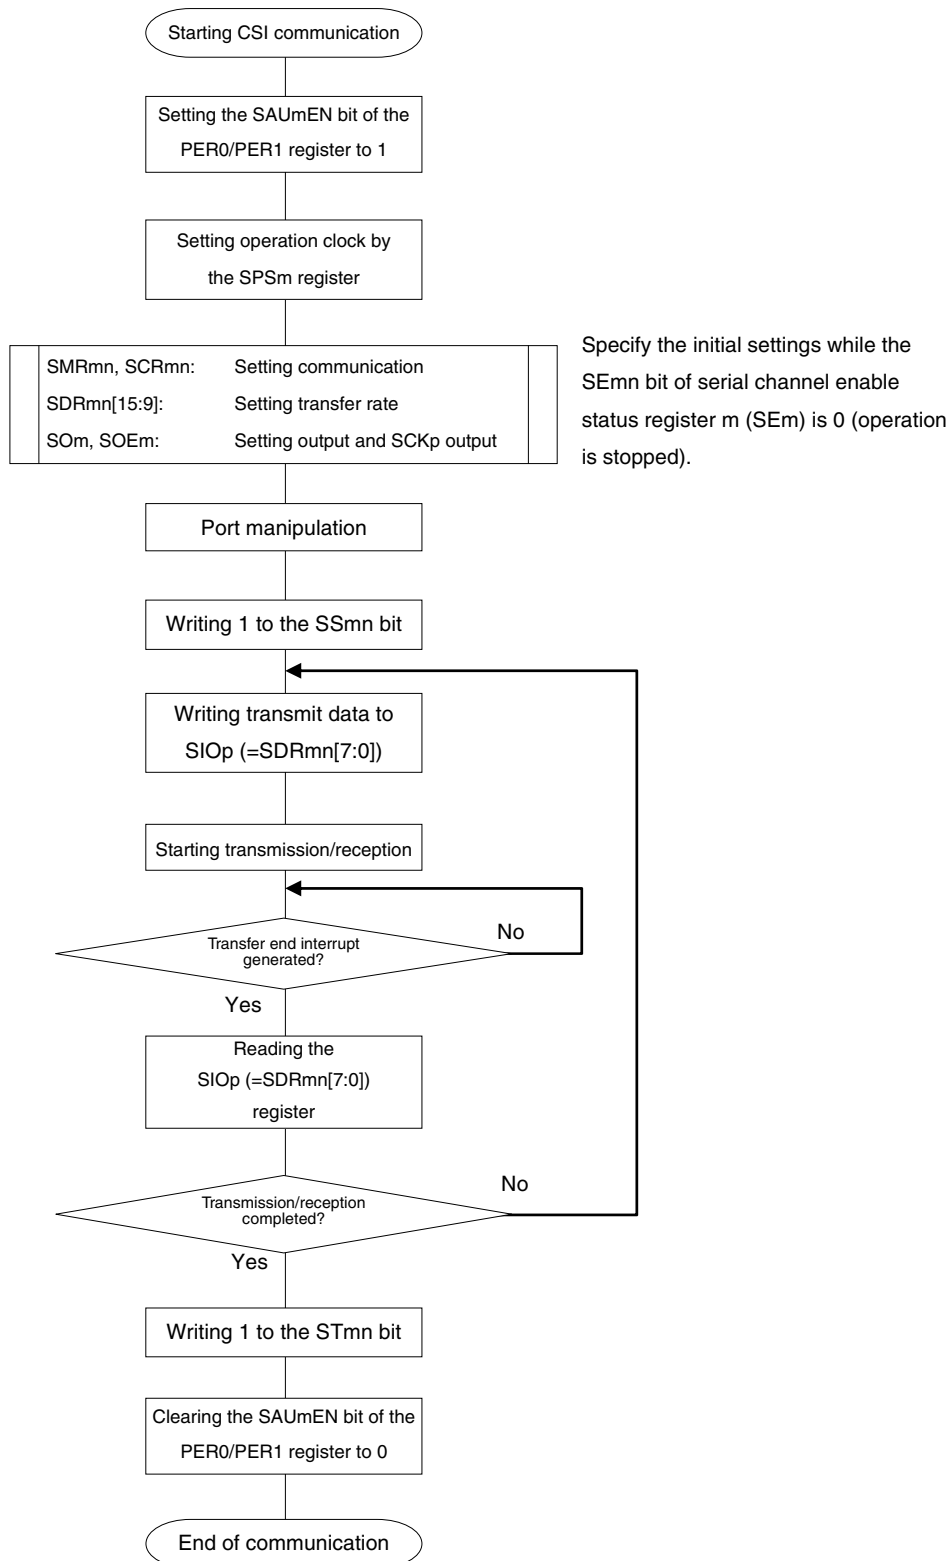 Starting CSI communication
Setting the SAUmEN bit of the
PER0/PER1 register to 1
Setting operation clock by
the SPSm register
SMRmn, SCRmn: Setting communication
SDRmn[15:9]: Setting transfer rate
SOm, SOEm: Setting output and SCKp output
Specify the initial settings while the
SEmn bit of serial channel enable
status register m (SEm) is 0 (operation
is stopped).
Port manipulation
Writing 1 to the SSmn bit
Writing transmit data to
SIOp (=SDRmn[7:0])
Starting transmission/reception
Transfer end interrupt
generated?
No
Yes
Reading the
SIOp (=SDRmn[7:0])
register
Transmission/reception
completed?
No
Yes
Writing 1 to the STmn bit
Clearing the SAUmEN bit of the
PER0/PER1 register to 0
End of communication